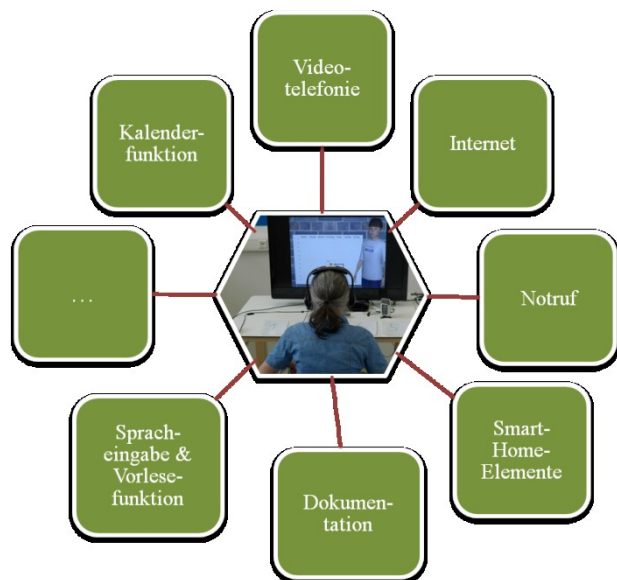 Video-
telefonie
Internet
Notruf
Smart-
Home-
Elemente
Dokumen-
tation
Sprach-
eingabe &
Vorlese-
funktion
. . .
Kalender-
funktion